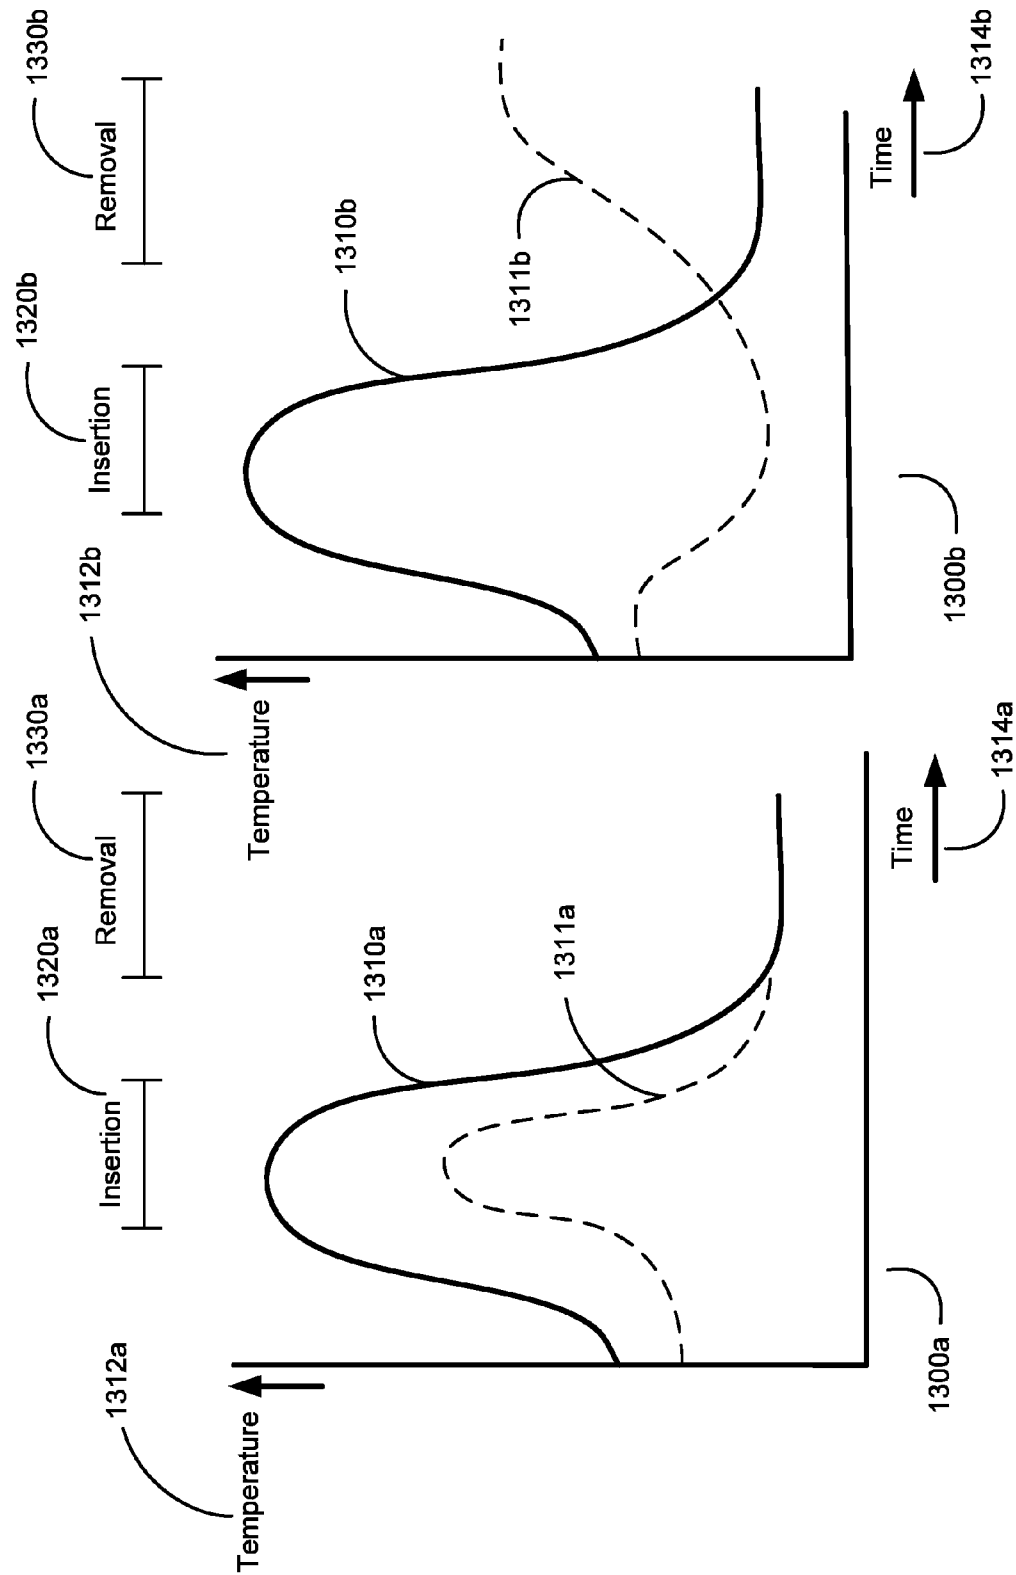 1312a
Temperature
1320a
Insertion
1330a
Removal
1310a
1311a
1300a
Time
1314a
1312b
Temperature
1320b
Insertion
1330b
Removal
1310b
1311b
1300b
Time
1314b